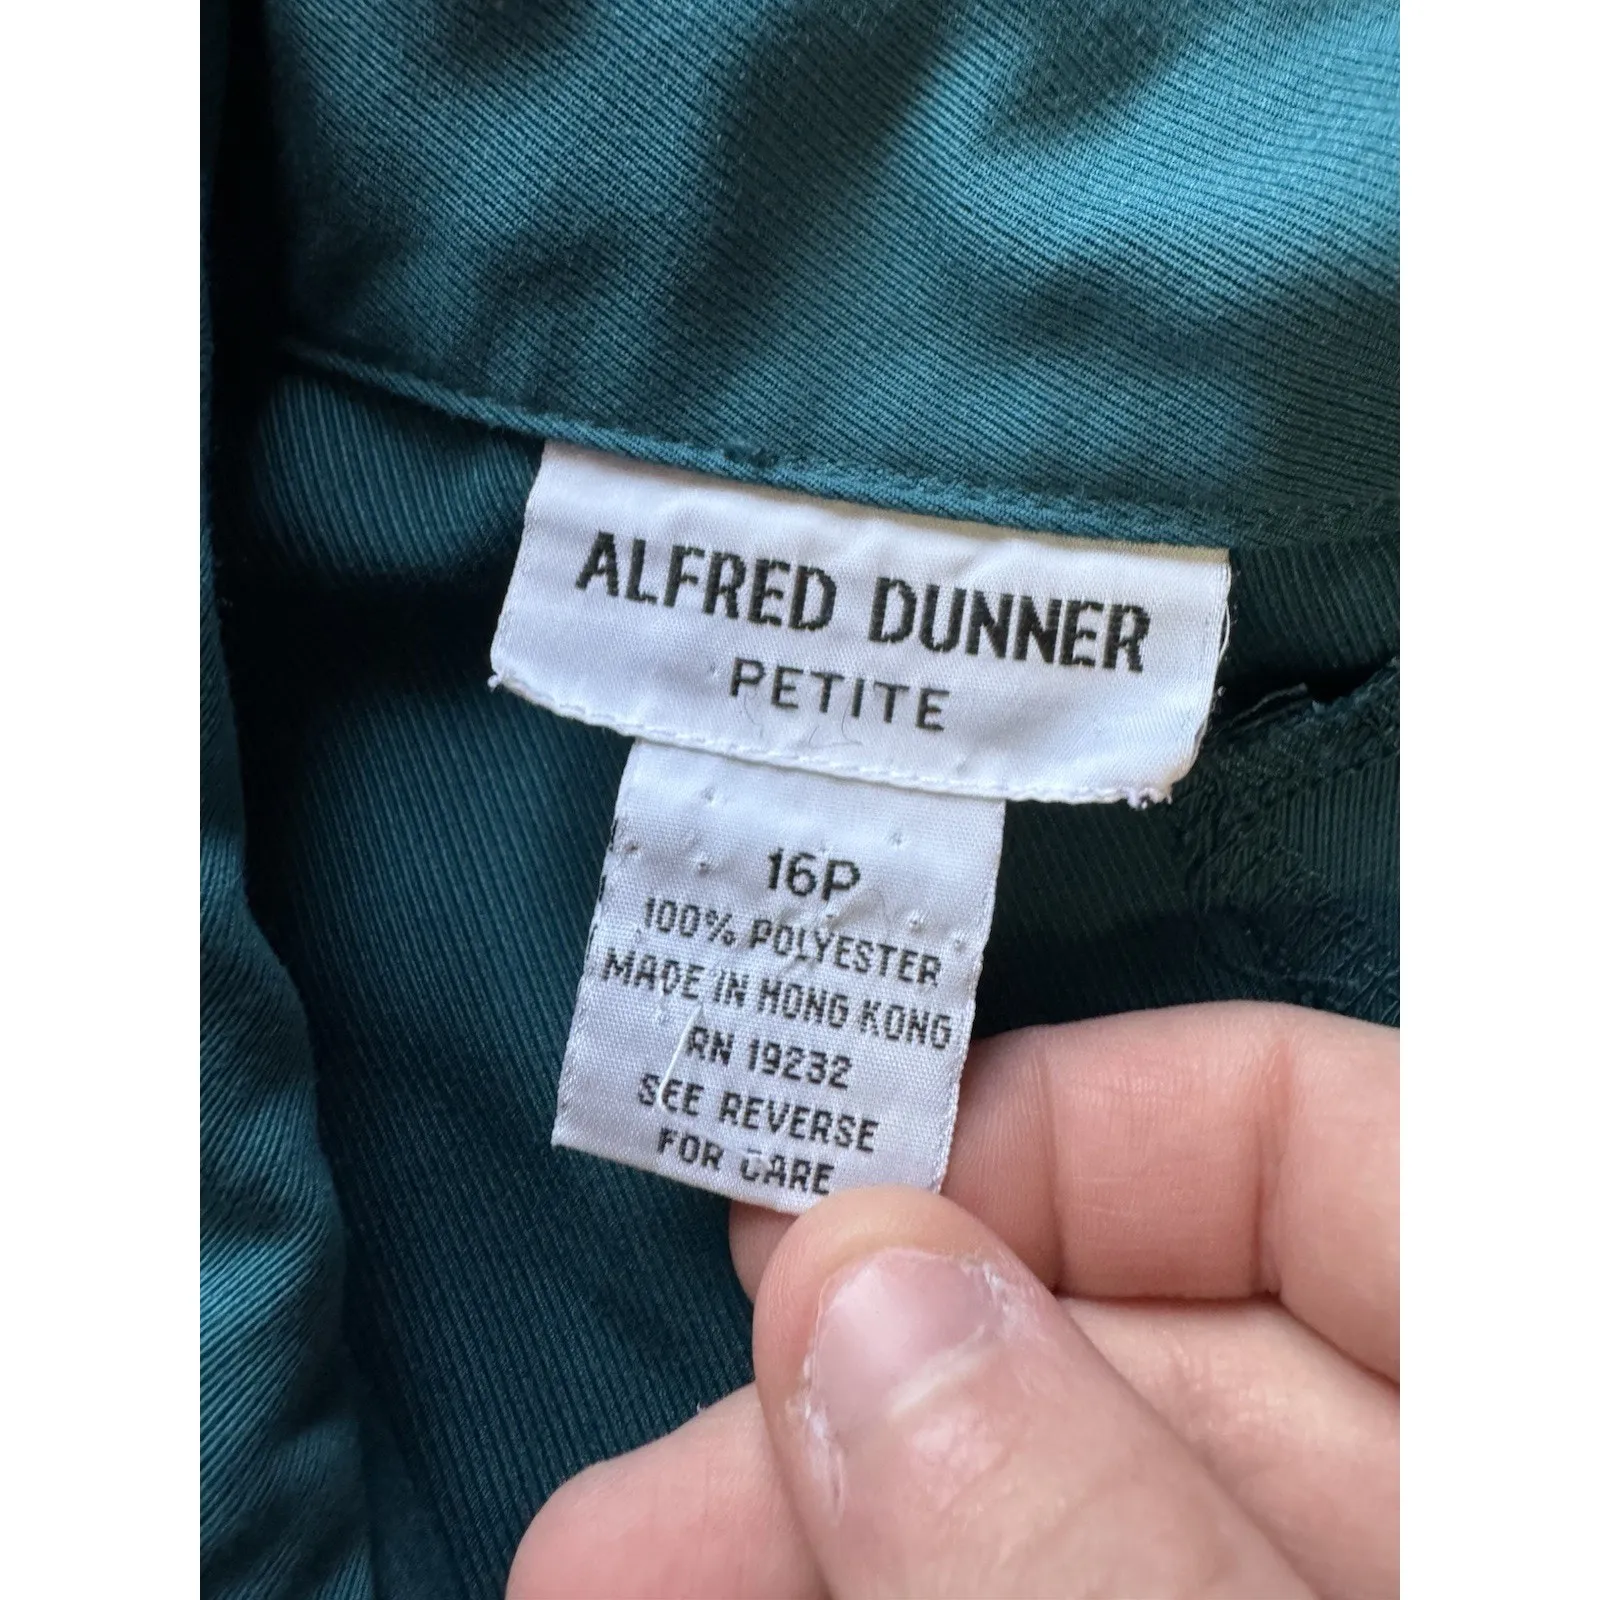 ALFRED DUNNER
PETITE
16P
100% POLYESTER
MADE IN HONG KONG
RN 19232
SEE REVERSE
FOR CARE